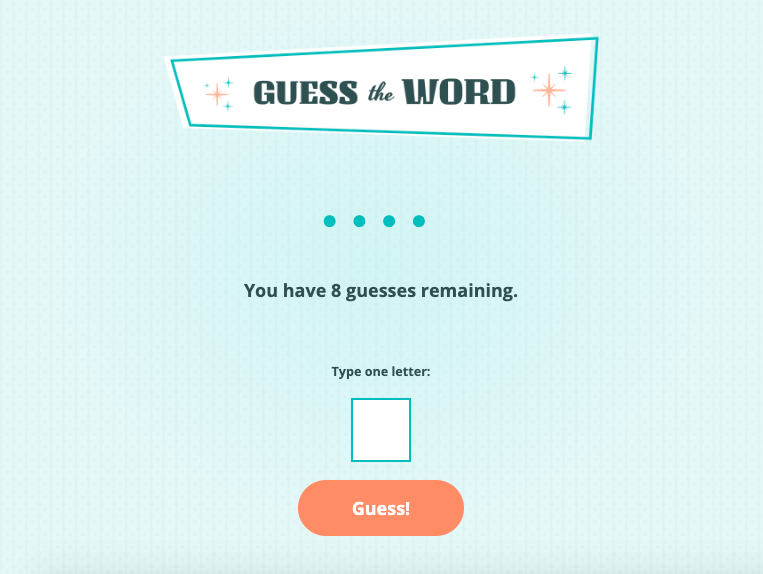 GUESS the WORD
● ● ● ●
You have 8 guesses remaining.
Type one letter:
Guess!